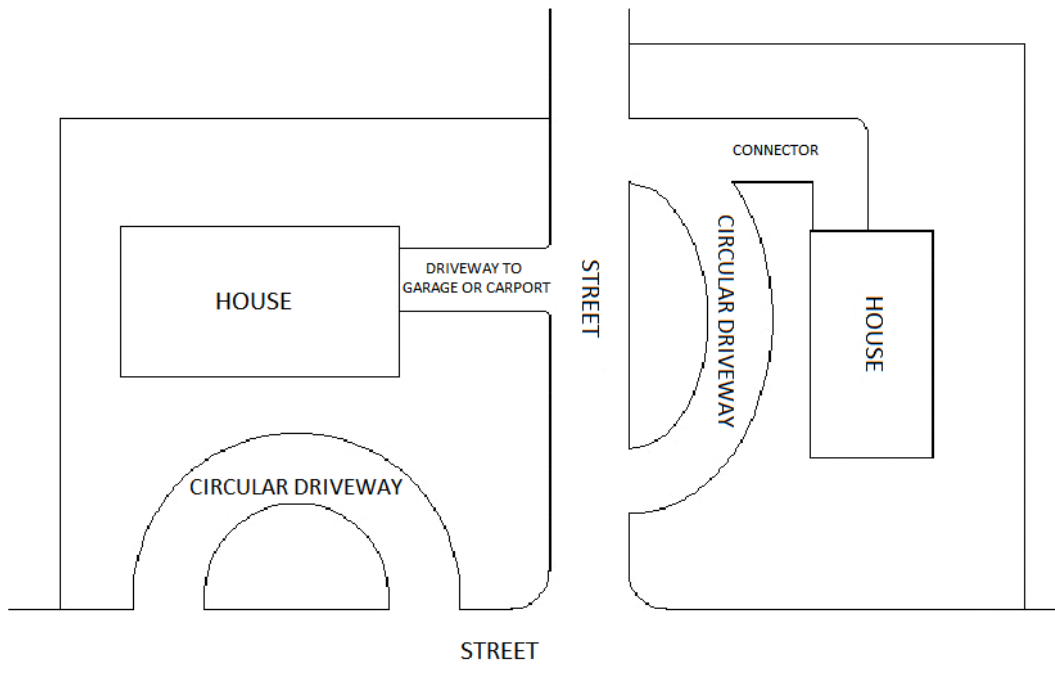 CONNECTOR
DRIVEWAY TO
GARAGE OR CARPORT
HOUSE
STREET
CIRCULAR DRIVEWAY
HOUSE
CIRCULAR DRIVEWAY
STREET